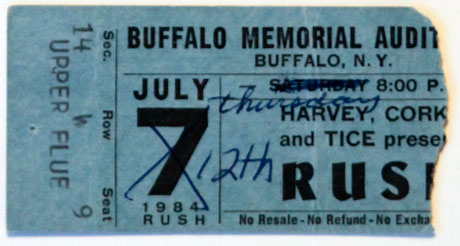 Sec. Row Seat
14 h 9
UPPER FLUE
BUFFALO MEMORIAL AUDIT
BUFFALO, N. Y.
JULY SATURDAY 8:00 P.
thursday
HARVEY, CORK
7 and TICE prese
12th
1984 RUS
RUSH
No Resale - No Refund - No Excha